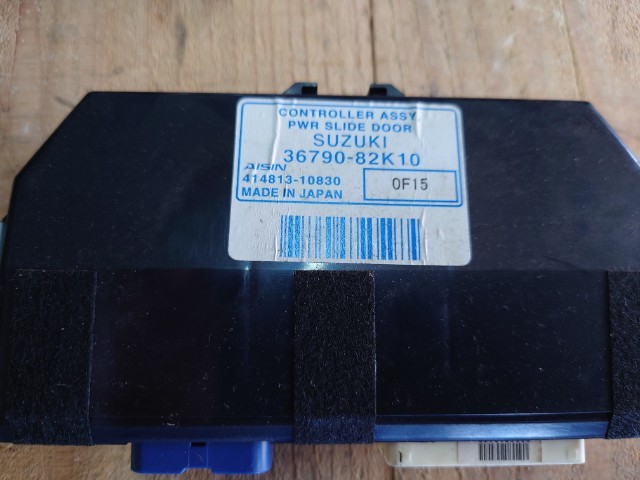 CONTROLLER ASSY,
PWR SLIDE DOOR
SUZUKI
36790-82K10
AISIN
414813-10830
MADE IN JAPAN
0F15